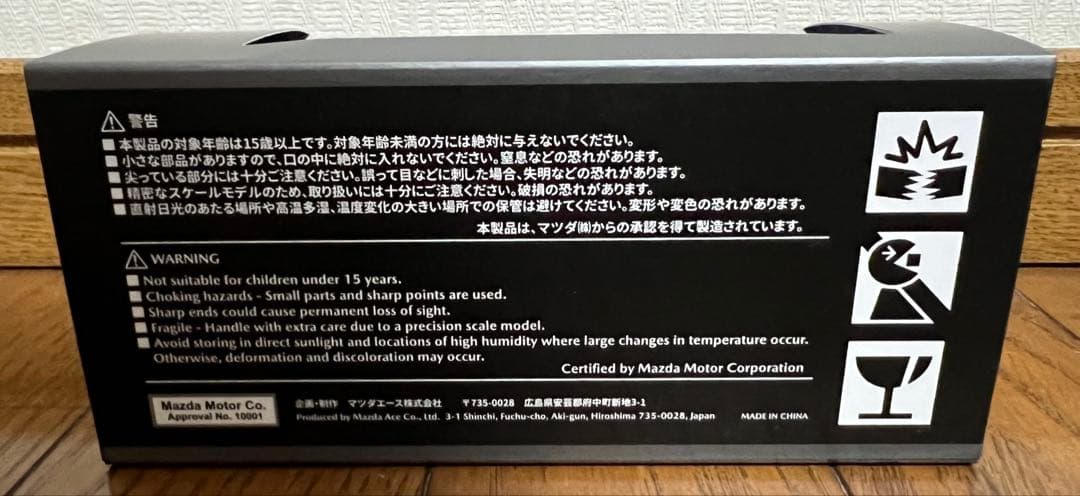 ⚠ 警告
■ 本製品の対象年齢は15歳以上です。対象年齢未満の方には絶対に与えないでください。
■ 小さな部品がありますので、口の中に絶対に入れないでください。窒息などの恐れがあります。
■ 尖っている部分には十分ご注意ください。誤って目などに刺した場合、失明などの恐れがあります。
■ 精密なスケールモデルのため、取り扱いには十分にご注意ください。破損の恐れがあります。
■ 直射日光のあたる場所や高温多湿、温度変化の大きい場所での保管は避けてください。変形や変色の恐れがあります。
本製品は、マツダ㈱からの承認を得て製造されています。
⚠ WARNING
■ Not suitable for children under 15 years.
■ Choking hazards - Small parts and sharp points are used.
■ Sharp ends could cause permanent loss of sight.
■ Fragile - Handle with extra care due to a precision scale model.
■ Avoid storing in direct sunlight and locations of high humidity where large changes in temperature occur.
Otherwise, deformation and discoloration may occur.
Certified by Mazda Motor Corporation
Mazda Motor Co.
Approval No. 10001
企画・制作 マツダエース株式会社 〒735-0028 広島県安芸郡府中町新地3-1
Produced by Mazda Ace Co., Ltd. 3-1 Shinchi, Fuchu-cho, Aki-gun, Hiroshima 735-0028, Japan MADE IN CHINA